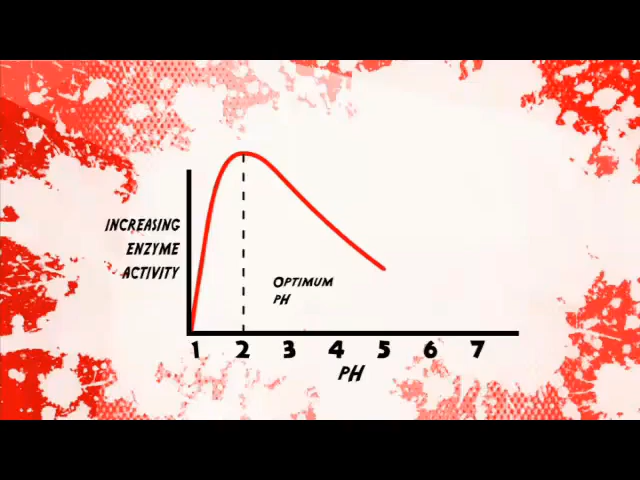 INCREASING
ENZYME
ACTIVITY
OPTIMUM
PH
1 2 3 4 5 6 7
PH